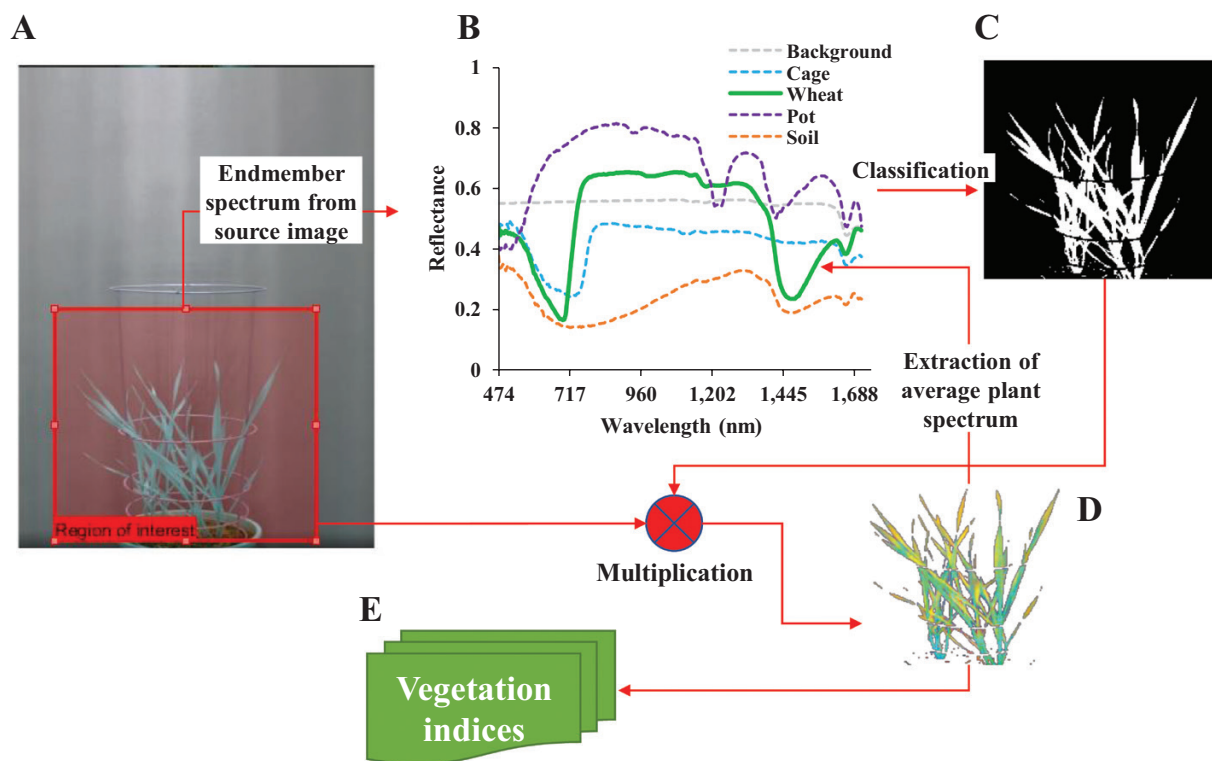 A
Endmember
spectrum from
source image
Region of interest
B
Background
Cage
Wheat
Pot
Soil
Reflectance
1
0.8
0.6
0.4
0.2
0
474 717 960 1,202 1,445 1,688
Wavelength (nm)
C
Classification
Extraction of
average plant
spectrum
Multiplication
D
E
Vegetation
indices